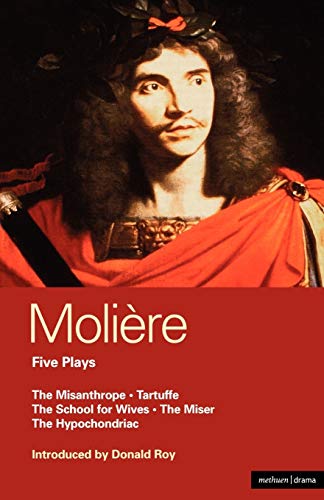 Molière
Five Plays
The Misanthrope • Tartuffe
The School for Wives • The Miser
The Hypochondriac
Introduced by Donald Roy
methuen | drama